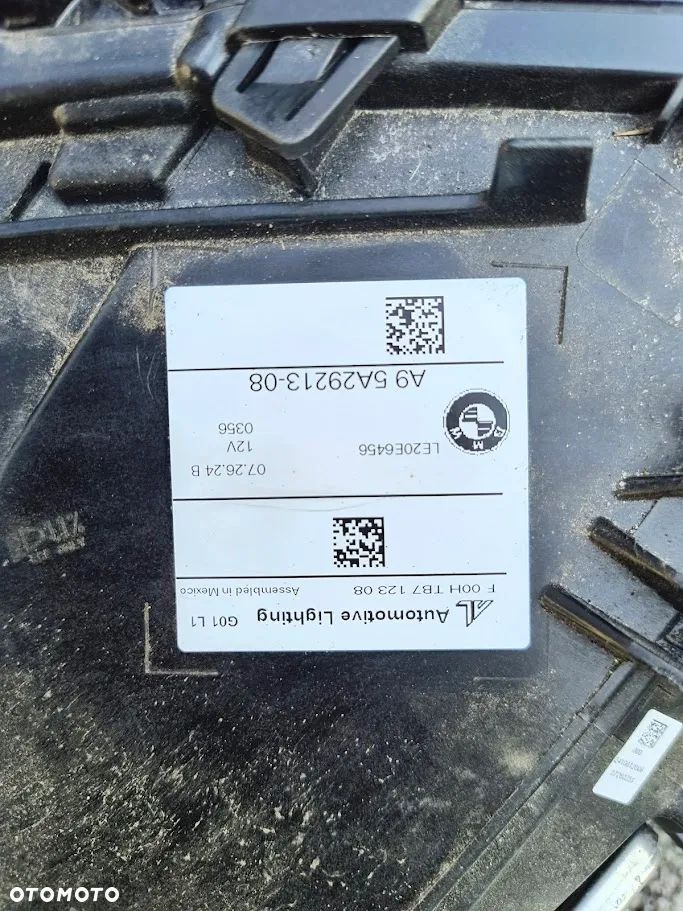 Automotive Lighting G01 L1
F 00H TB7 123 08 Assembled in Mexico
07.26.24 B
LE20E6456 12V
0356
A9 5A29213-08
BMW
OTOMOTO